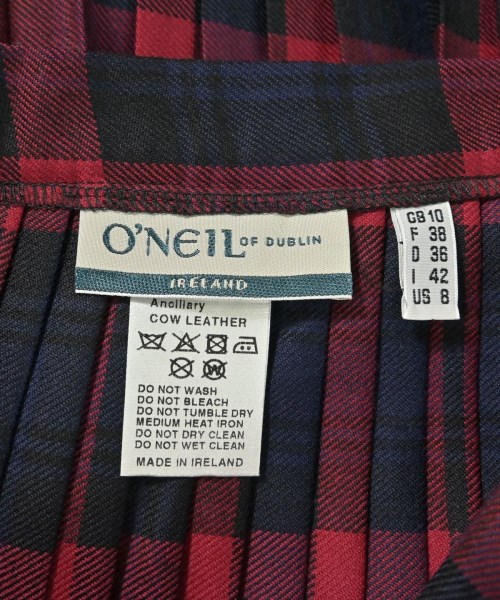 O'NEIL OF DUBLIN
IRELAND
GB 10
F 38
D 36
I 42
US 8
Ancillary
COW LEATHER
W
DO NOT WASH
DO NOT BLEACH
DO NOT TUMBLE DRY
MEDIUM HEAT IRON
DO NOT DRY CLEAN
DO NOT WET CLEAN
MADE IN IRELAND